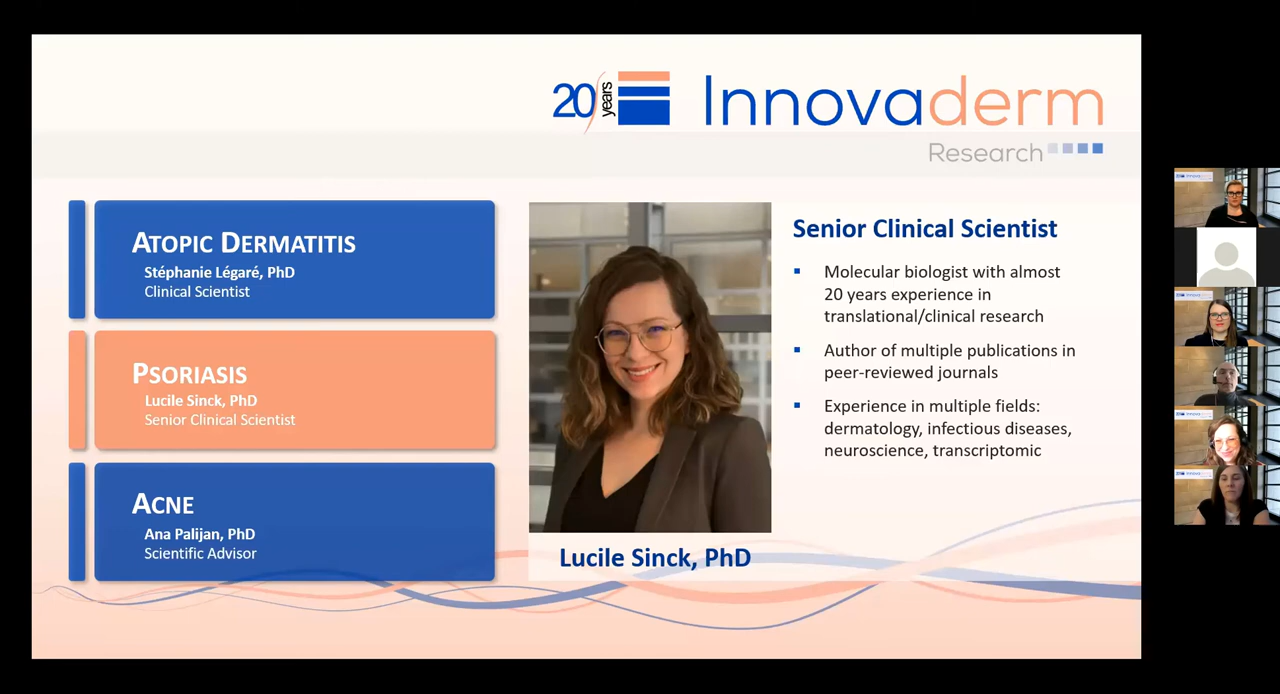 20 years
Innovaderm
Research
ATOPIC DERMATITIS
Stéphanie Légaré, PhD
Clinical Scientist
PSORIASIS
Lucile Sinck, PhD
Senior Clinical Scientist
ACNE
Ana Palijan, PhD
Scientific Advisor
Lucile Sinck, PhD
Senior Clinical Scientist
▪ Molecular biologist with almost
20 years experience in
translational/clinical research
▪ Author of multiple publications in
peer-reviewed journals
▪ Experience in multiple fields:
dermatology, infectious diseases,
neuroscience, transcriptomic